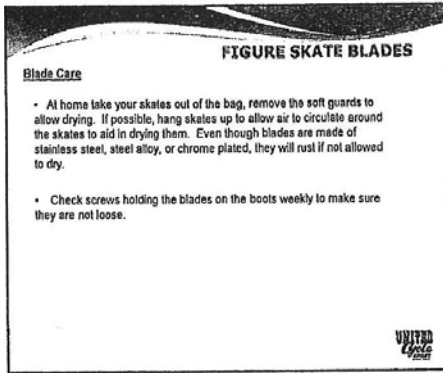 FIGURE SKATE BLADES
Blade Care
• At home take your skates out of the bag, remove the soft guards to
allow drying. If possible, hang skates up to allow air to circulate around
the skates to aid in drying them. Even though blades are made of
stainless steel, steel alloy, or chrome plated, they will rust if not allowed
to dry.
• Check screws holding the blades on the boots weekly to make sure
they are not loose.
UNITED
Cycle
SPORT